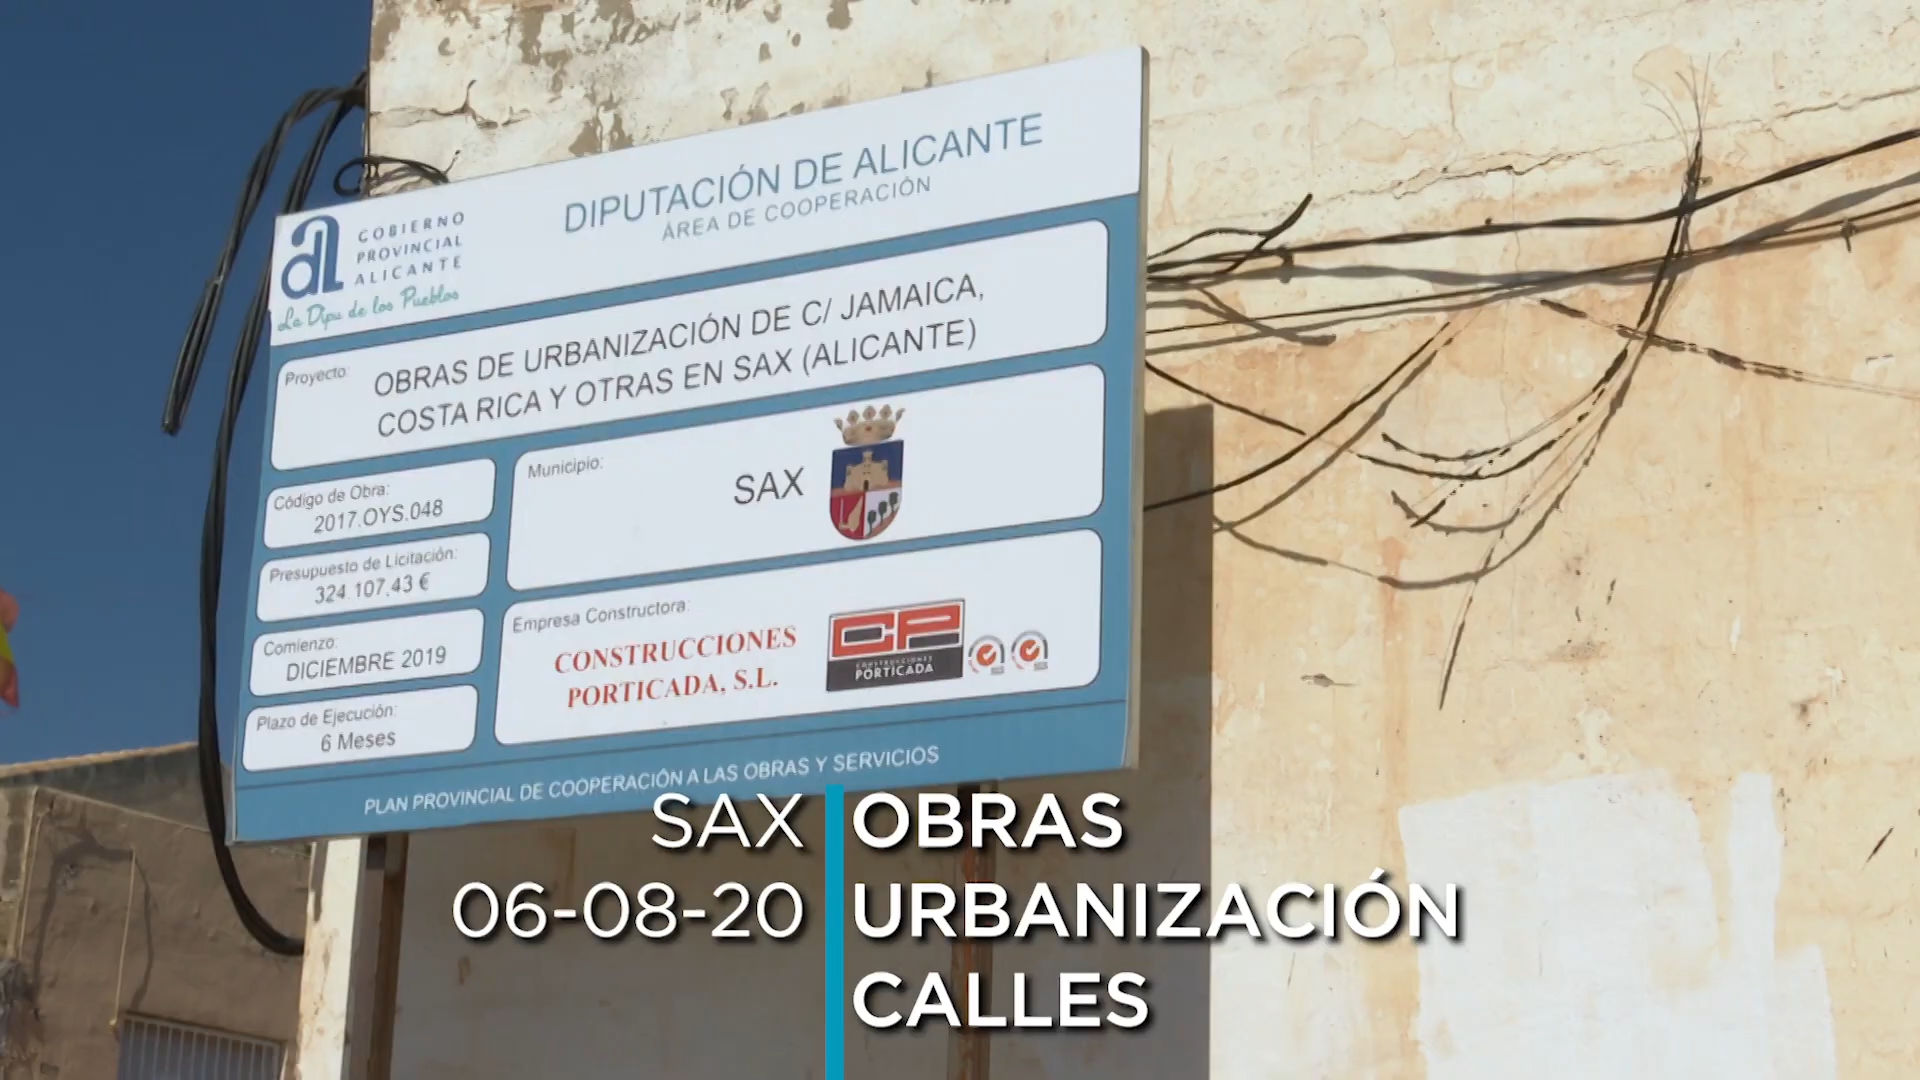 GOBIERNO
PROVINCIAL
ALICANTE
La Dipu de los Pueblos
DIPUTACIÓN DE ALICANTE
ÁREA DE COOPERACIÓN
Proyecto:
OBRAS DE URBANIZACIÓN DE C/ JAMAICA,
COSTA RICA Y OTRAS EN SAX (ALICANTE)
Código de Obra:
2017.OYS.048
Presupuesto de Licitación:
324.107,43 €
Comienzo:
DICIEMBRE 2019
Plazo de Ejecución:
6 Meses
Municipio:
SAX
Empresa Constructora:
CONSTRUCCIONES
PORTICADA, S.L.
CP
CONSTRUCCIONES
PORTICADA
PLAN PROVINCIAL DE COOPERACIÓN A LAS OBRAS Y SERVICIOS
SAX
06-08-20
OBRAS
URBANIZACIÓN
CALLES